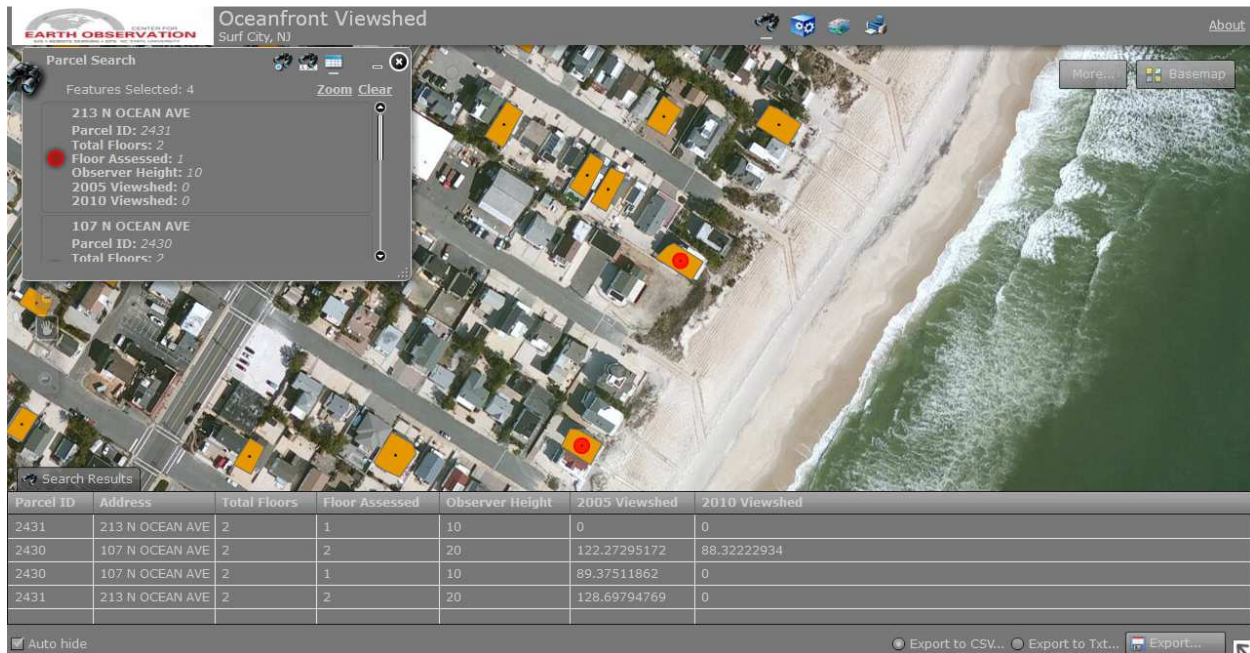 CENTER FOR
EARTH OBSERVATION
Oceanfront Viewshed
Surf City, NJ
About
Parcel Search
More...
Basemap
Features Selected: 4
Zoom Clear
213 N OCEAN AVE
Parcel ID: 2431
Total Floors: 2
Floor Assessed: 1
Observer Height: 10
2005 Viewshed: 0
2010 Viewshed: 0
107 N OCEAN AVE
Parcel ID: 2430
Total Floors: 2
Search Results
Parcel ID Address Total Floors Floor Assessed Observer Height 2005 Viewshed 2010 Viewshed
2431 213 N OCEAN AVE 2 1 10 0 0
2430 107 N OCEAN AVE 2 2 20 122.27295172 88.32222934
2430 107 N OCEAN AVE 2 1 10 89.37511862 0
2431 213 N OCEAN AVE 2 2 20 128.69794769 0
Auto hide
Export to CSV... Export to Txt... Export...